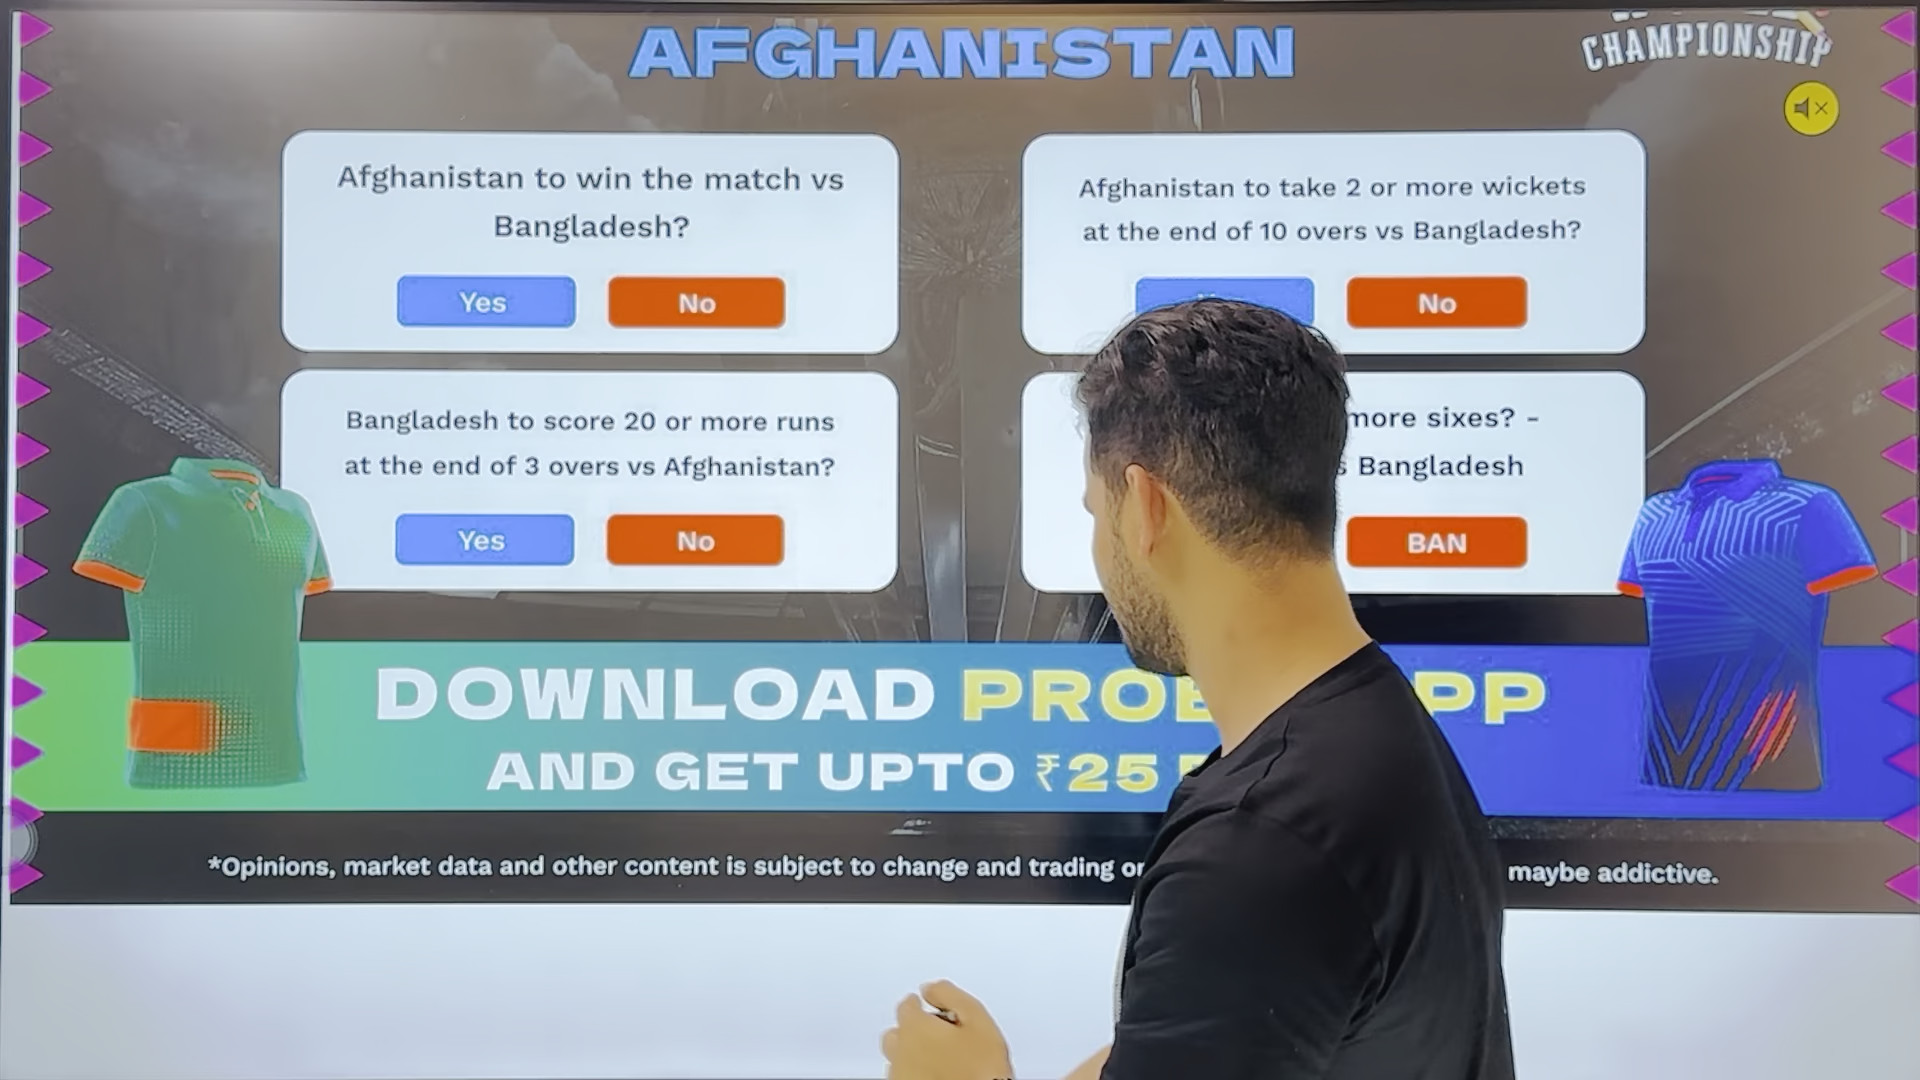 AFGHANISTAN
CHAMPIONSHIP
Afghanistan to win the match vs
Bangladesh?
Yes
No
Afghanistan to take 2 or more wickets
at the end of 10 overs vs Bangladesh?
No
Bangladesh to score 20 or more runs
at the end of 3 overs vs Afghanistan?
Yes
No
more sixes? -
Bangladesh
BAN
DOWNLOAD
AND GET UPTO ₹25
*Opinions, market data and other content is subject to change and trading
maybe addictive.